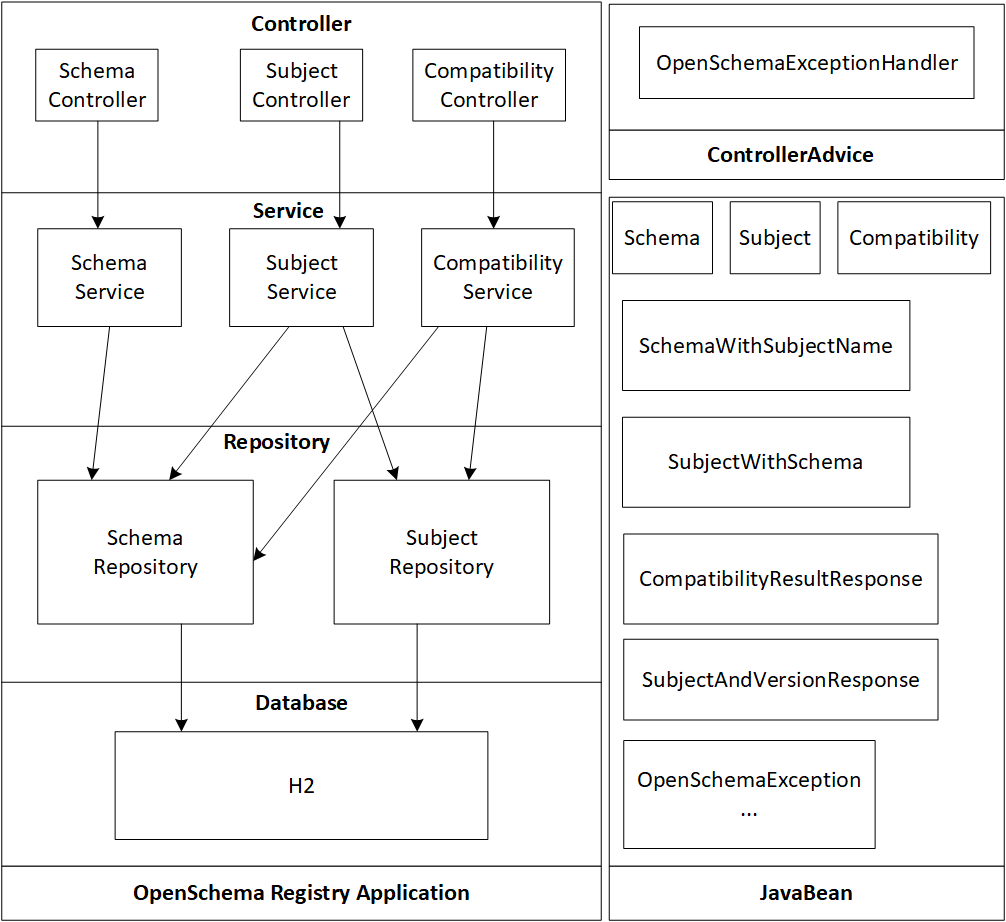 Controller
Schema
Controller
Subject
Controller
Compatibility
Controller
Service
Schema
Service
Subject
Service
Compatibility
Service
Repository
Schema
Repository
Subject
Repository
Database
H2
OpenSchema Registry Application
OpenSchemaExceptionHandler
ControllerAdvice
Schema
Subject
Compatibility
SchemaWithSubjectName
SubjectWithSchema
CompatibilityResultResponse
SubjectAndVersionResponse
OpenSchemaException
...
JavaBean